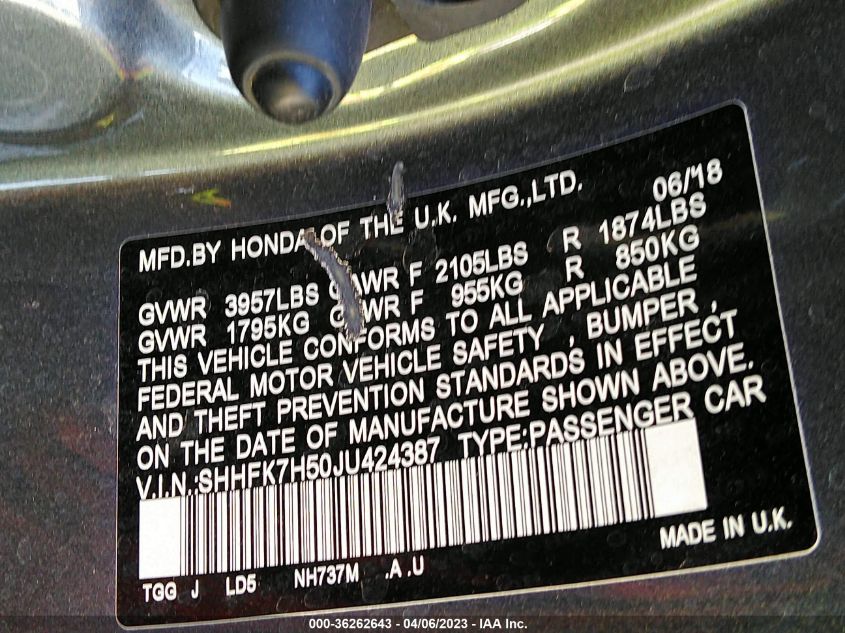 MFD.BY HONDA OF THE U.K. MFG.,LTD. 06/18
GVWR 3957LBS GAWR F 2105LBS R 1874LBS
GVWR 1795KG GAWR F 955KG R 850KG
THIS VEHICLE CONFORMS TO ALL APPLICABLE
FEDERAL MOTOR VEHICLE SAFETY , BUMPER ,
AND THEFT PREVENTION STANDARDS IN EFFECT
ON THE DATE OF MANUFACTURE SHOWN ABOVE.
V.I.N.:SHHFK7H50JU424387 TYPE:PASSENGER CAR
MADE IN U.K.
TGG J LD5 NH737M .A .U
000-36262643 - 04/06/2023 - IAA Inc.